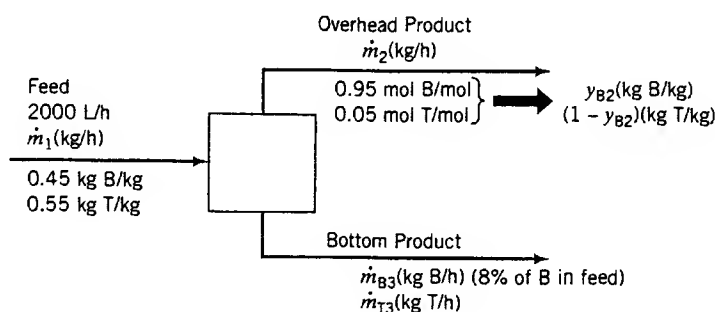 Overhead Product
ṁ2(kg/h)
0.95 mol B/mol
0.05 mol T/mol
yB2(kg B/kg)
(1 - yB2)(kg T/kg)
Feed
2000 L/h
ṁ1(kg/h)
0.45 kg B/kg
0.55 kg T/kg
Bottom Product
ṁB3(kg B/h) (8% of B in feed)
ṁT3(kg T/h)